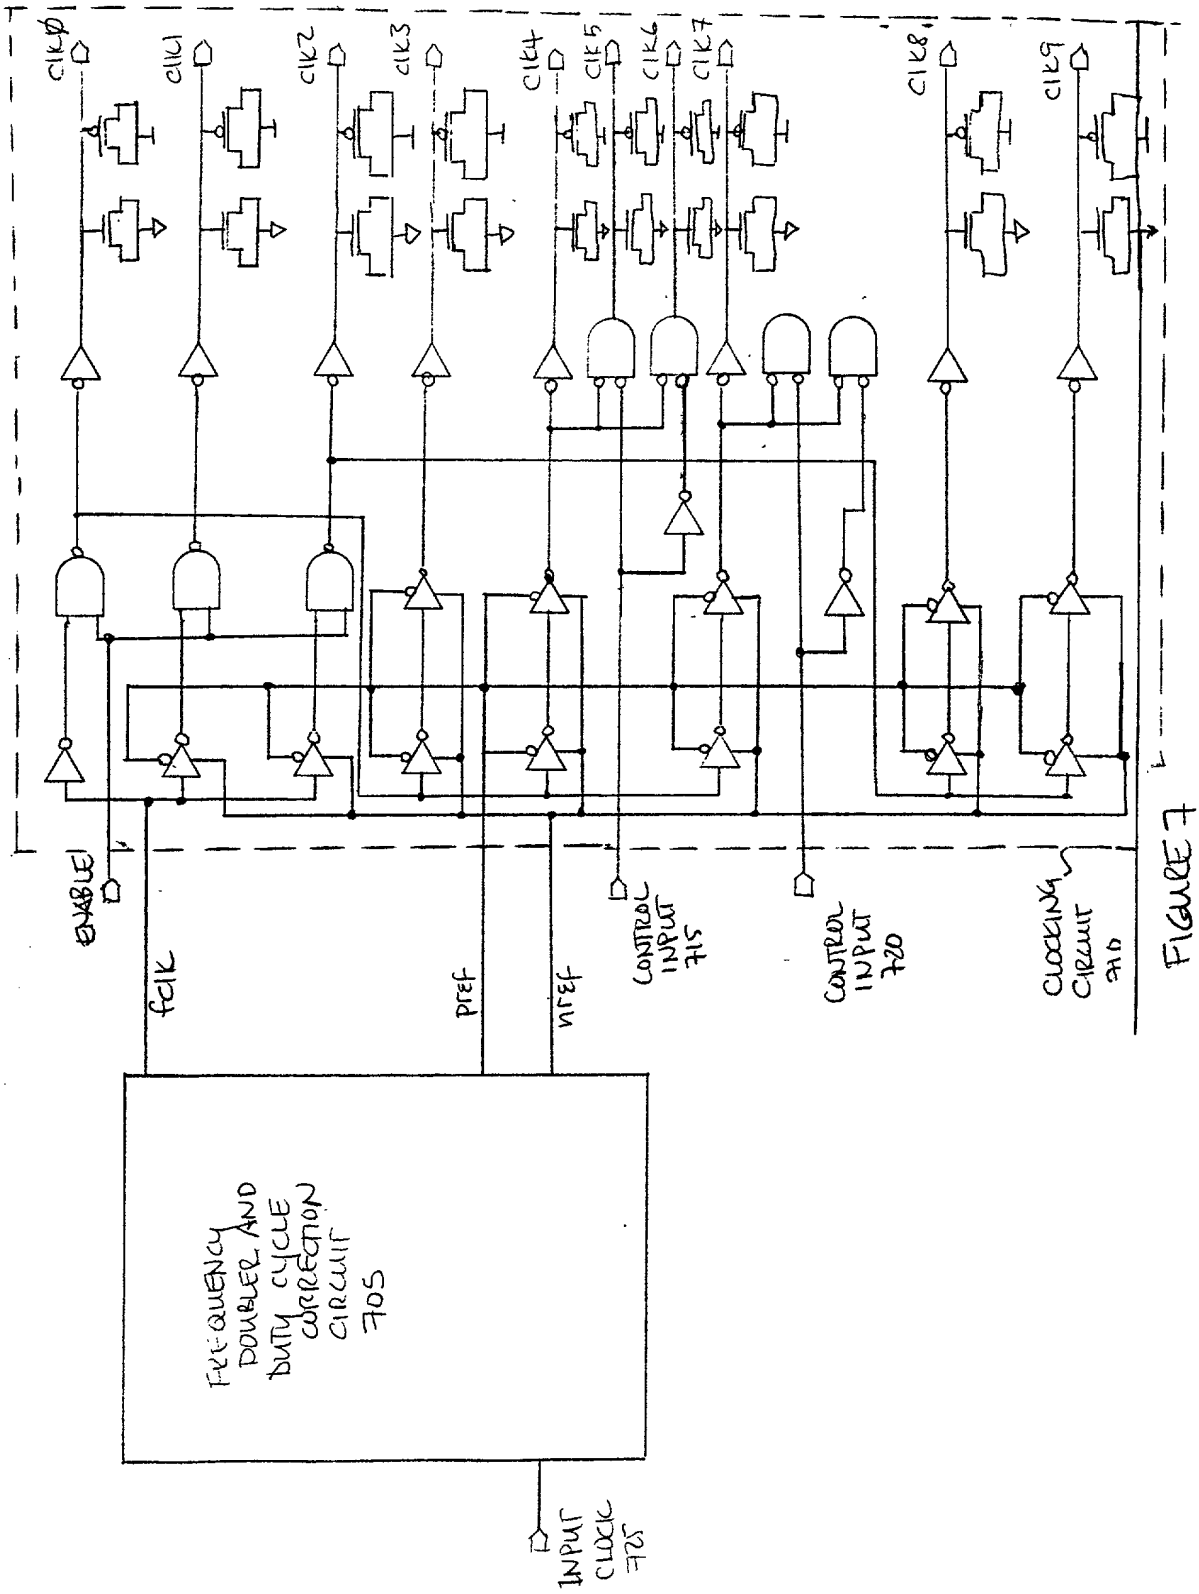 clkø
clk1
clk2
clk3
clk4
clk5
clk6
clk7
clk8
clk9
ENABLE
fclk
pref
nref
CONTROL
INPUT
715
CONTROL
INPUT
720
CLOCKING
CIRCUIT
710
FREQUENCY
DOUBLER AND
DUTY CYCLE
CORRECTION
CIRCUIT
705
INPUT
CLOCK
725
FIGURE 7